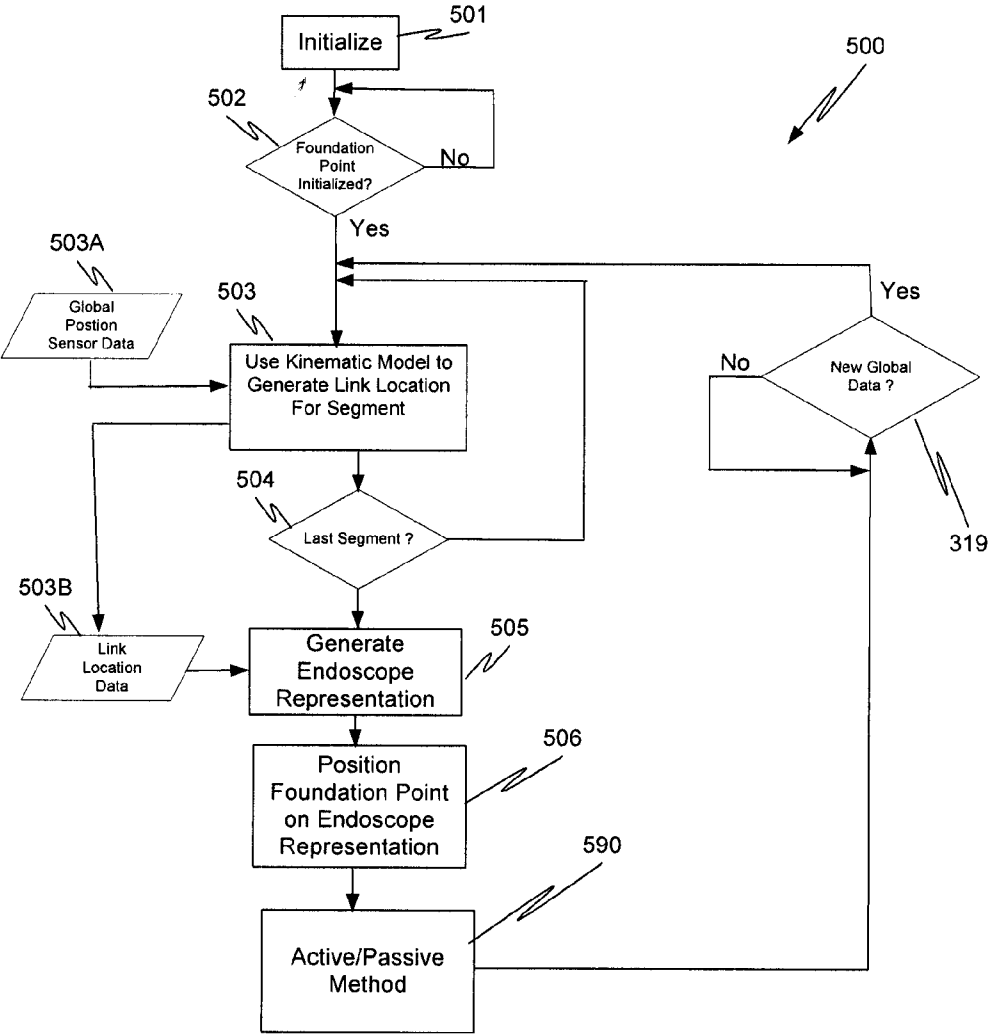 501
Initialize
500
502
Foundation
Point
Initialized?
No
Yes
503A
Global
Postion
Sensor Data
503
Use Kinematic Model to
Generate Link Location
For Segment
Yes
No
New Global
Data ?
319
504
Last Segment ?
503B
Link
Location
Data
Generate
Endoscope
Representation
505
Position
Foundation Point
on Endoscope
Representation
506
590
Active/Passive
Method